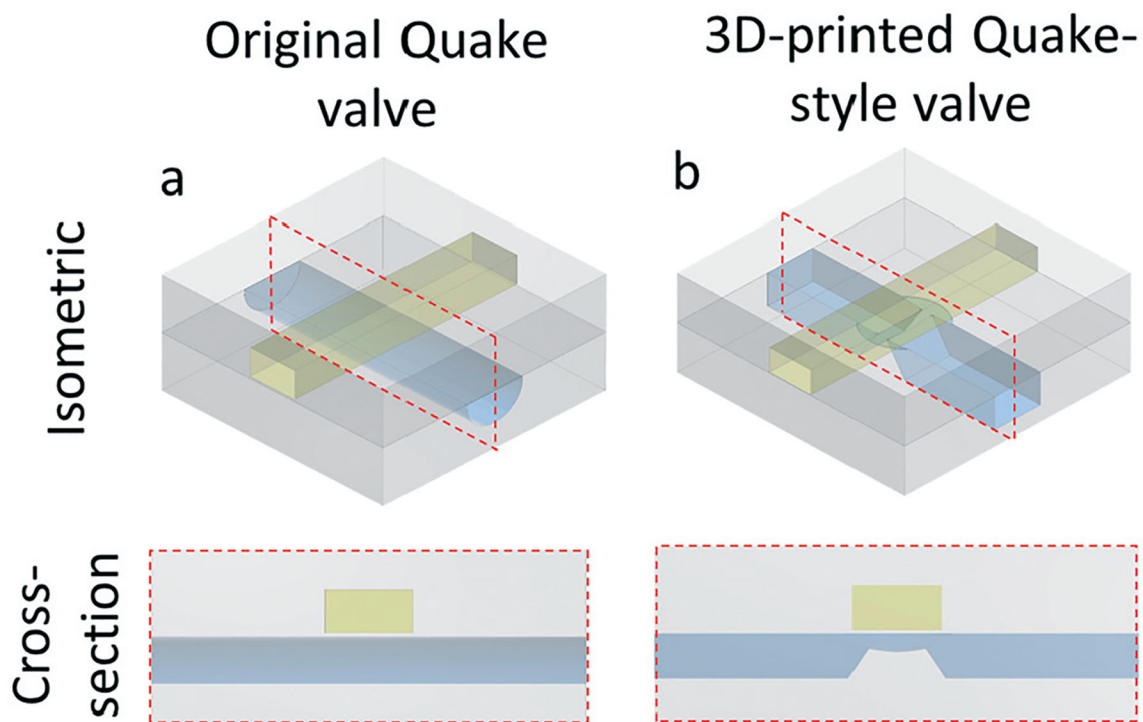 Original Quake
valve
3D-printed Quake-
style valve
a
b
Isometric
Cross-
section